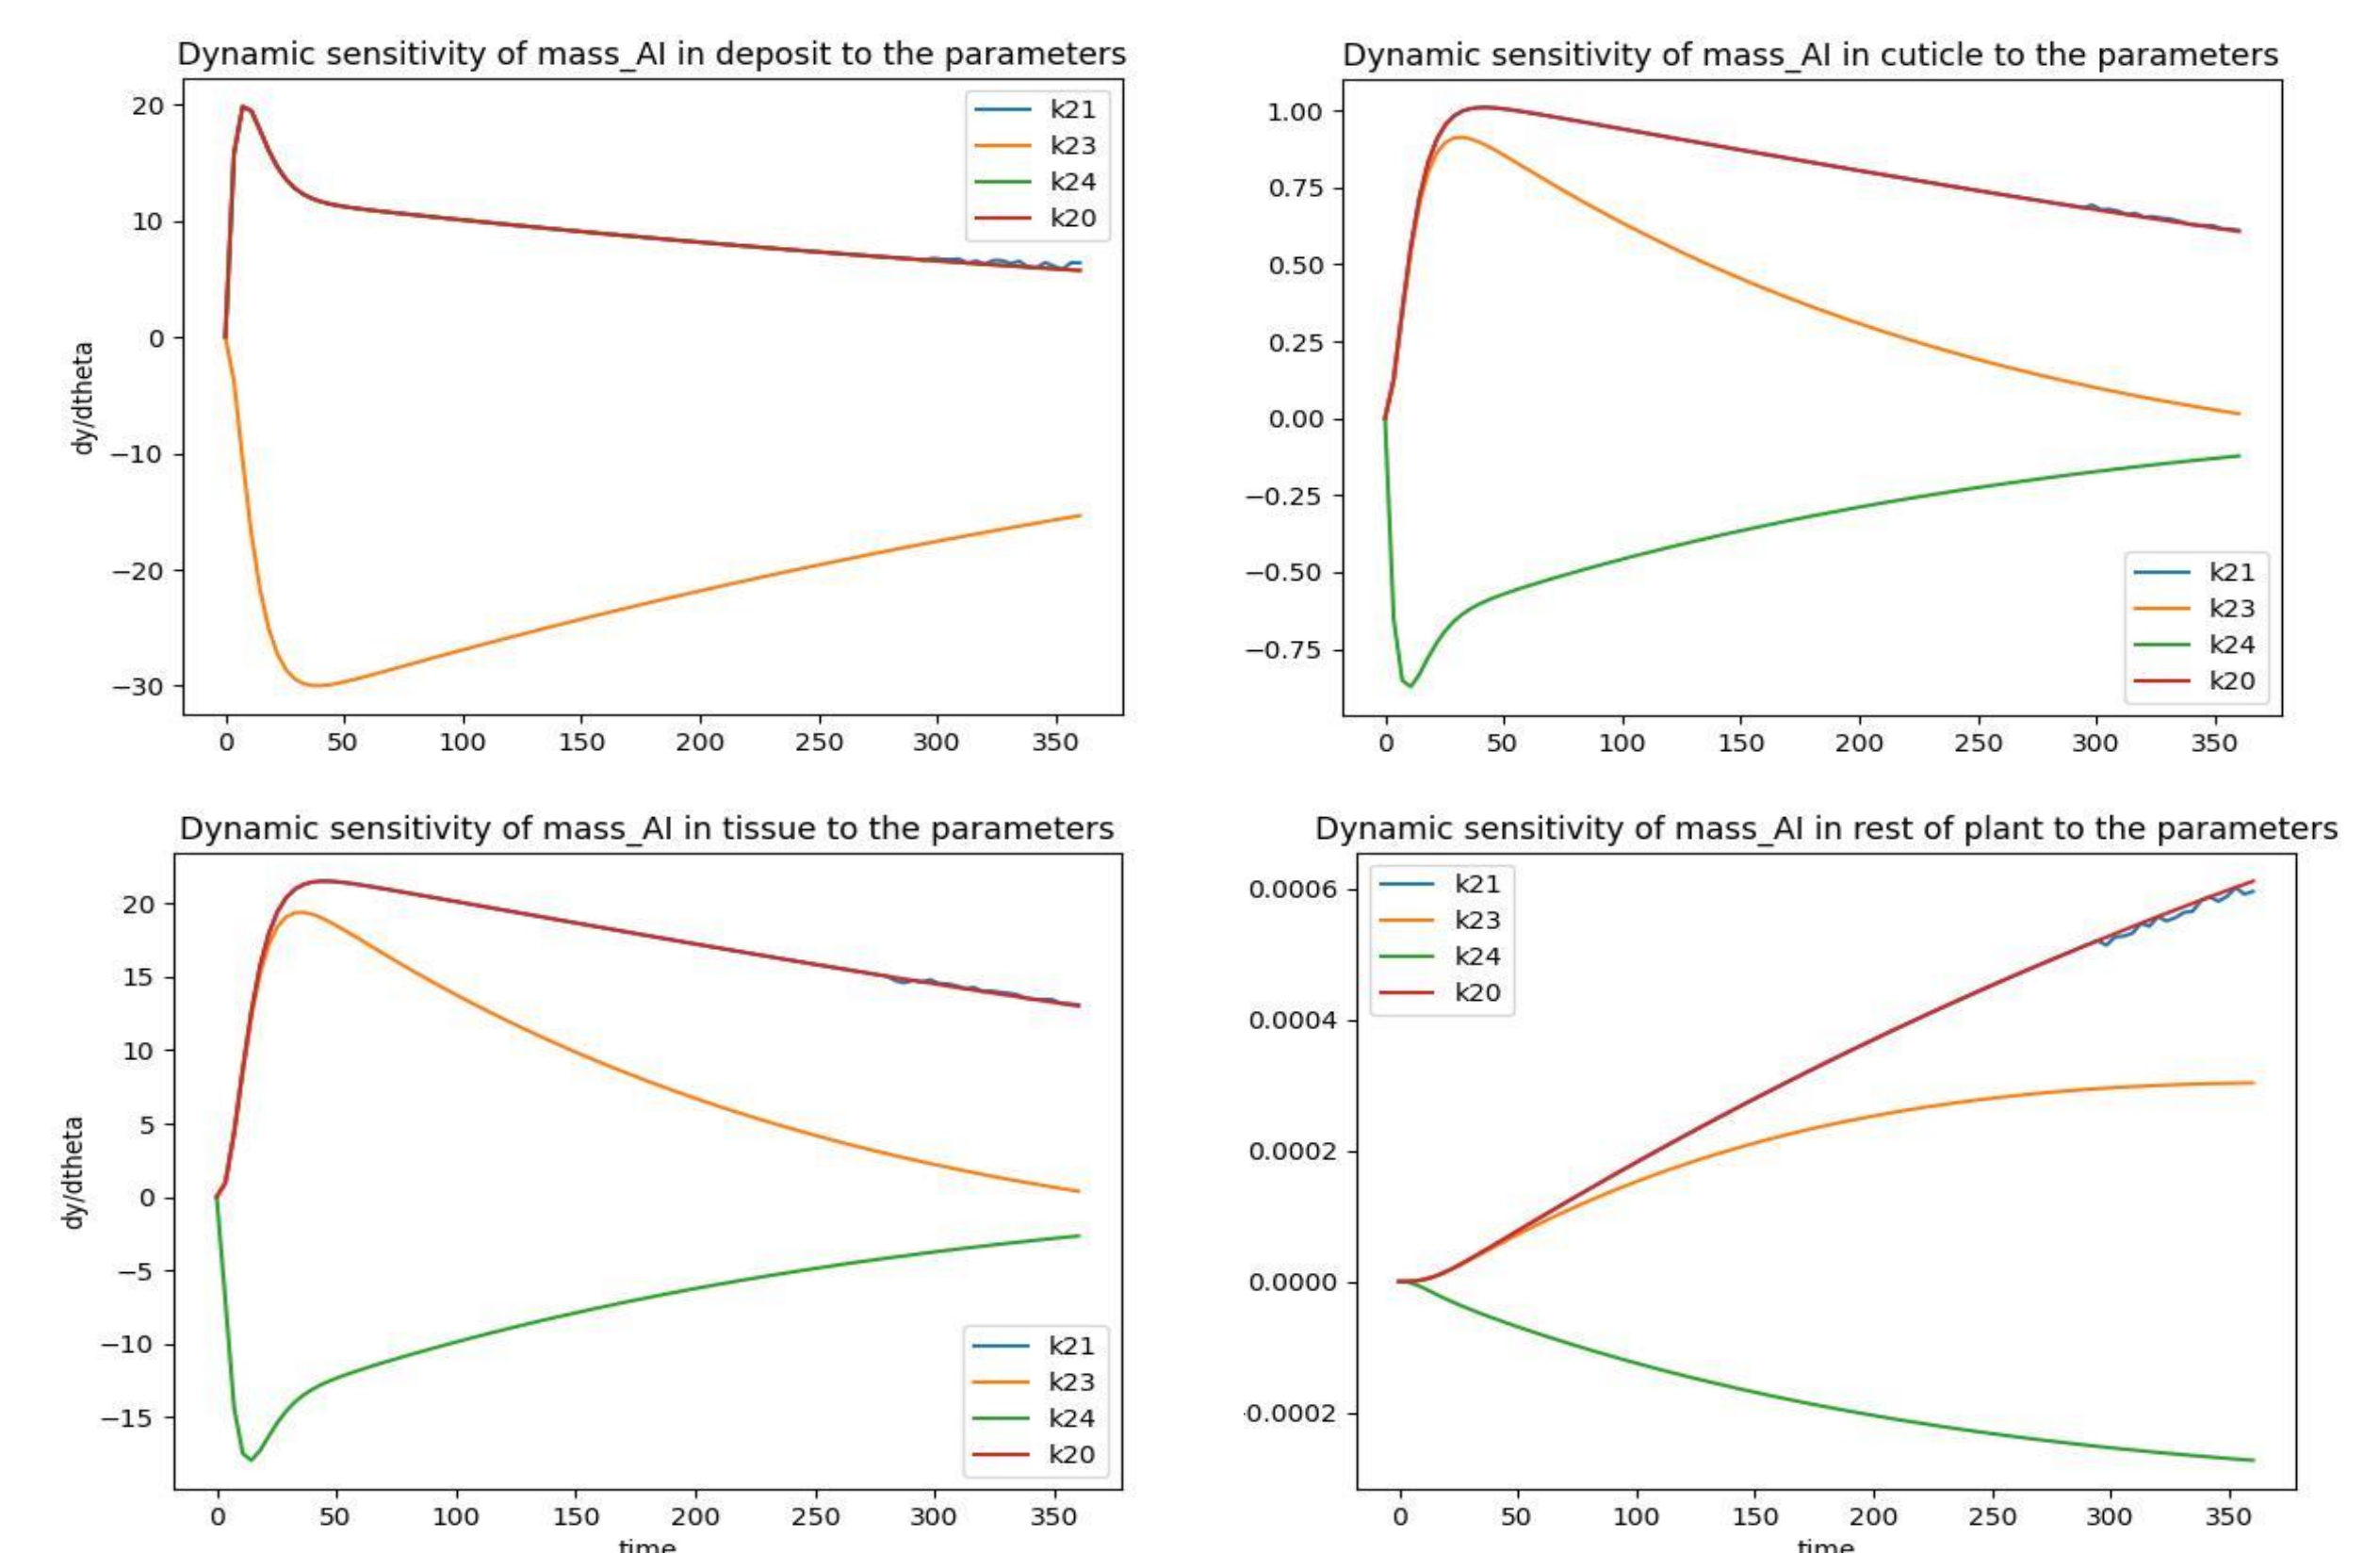 Dynamic sensitivity of mass_AI in deposit to the parameters
20
10
0
−10
−20
−30
dy/dtheta
0 50 100 150 200 250 300 350
k21
k23
k24
k20
Dynamic sensitivity of mass_AI in cuticle to the parameters
1.00
0.75
0.50
0.25
0.00
−0.25
−0.50
−0.75
0 50 100 150 200 250 300 350
k21
k23
k24
k20
Dynamic sensitivity of mass_AI in tissue to the parameters
20
15
10
5
0
−5
−10
−15
dy/dtheta
0 50 100 150 200 250 300 350
time
k21
k23
k24
k20
Dynamic sensitivity of mass_AI in rest of plant to the parameters
0.0006
0.0004
0.0002
0.0000
-0.0002
0 50 100 150 200 250 300 350
time
k21
k23
k24
k20